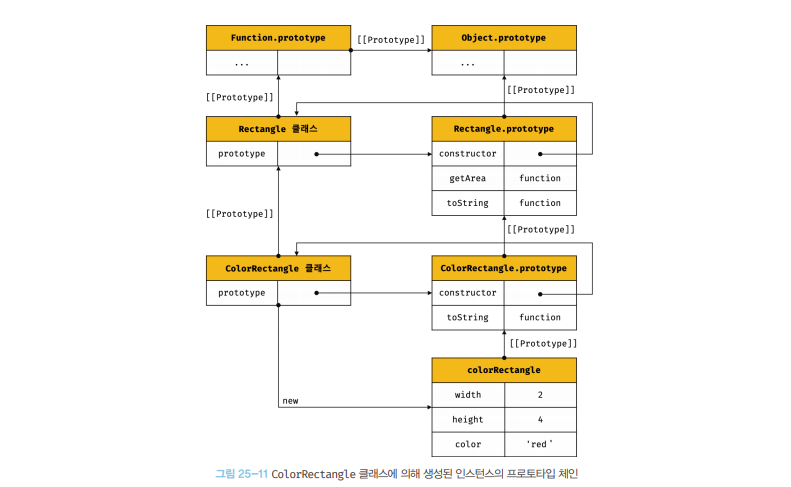 Function.prototype
...
[[Prototype]]
Object.prototype
...
[[Prototype]]
[[Prototype]]
Rectangle 클래스
prototype
Rectangle.prototype
constructor
getArea function
toString function
[[Prototype]]
[[Prototype]]
ColorRectangle 클래스
prototype
ColorRectangle.prototype
constructor
toString function
[[Prototype]]
new
colorRectangle
width 2
height 4
color 'red'
그림 25-11 ColorRectangle 클래스에 의해 생성된 인스턴스의 프로토타입 체인